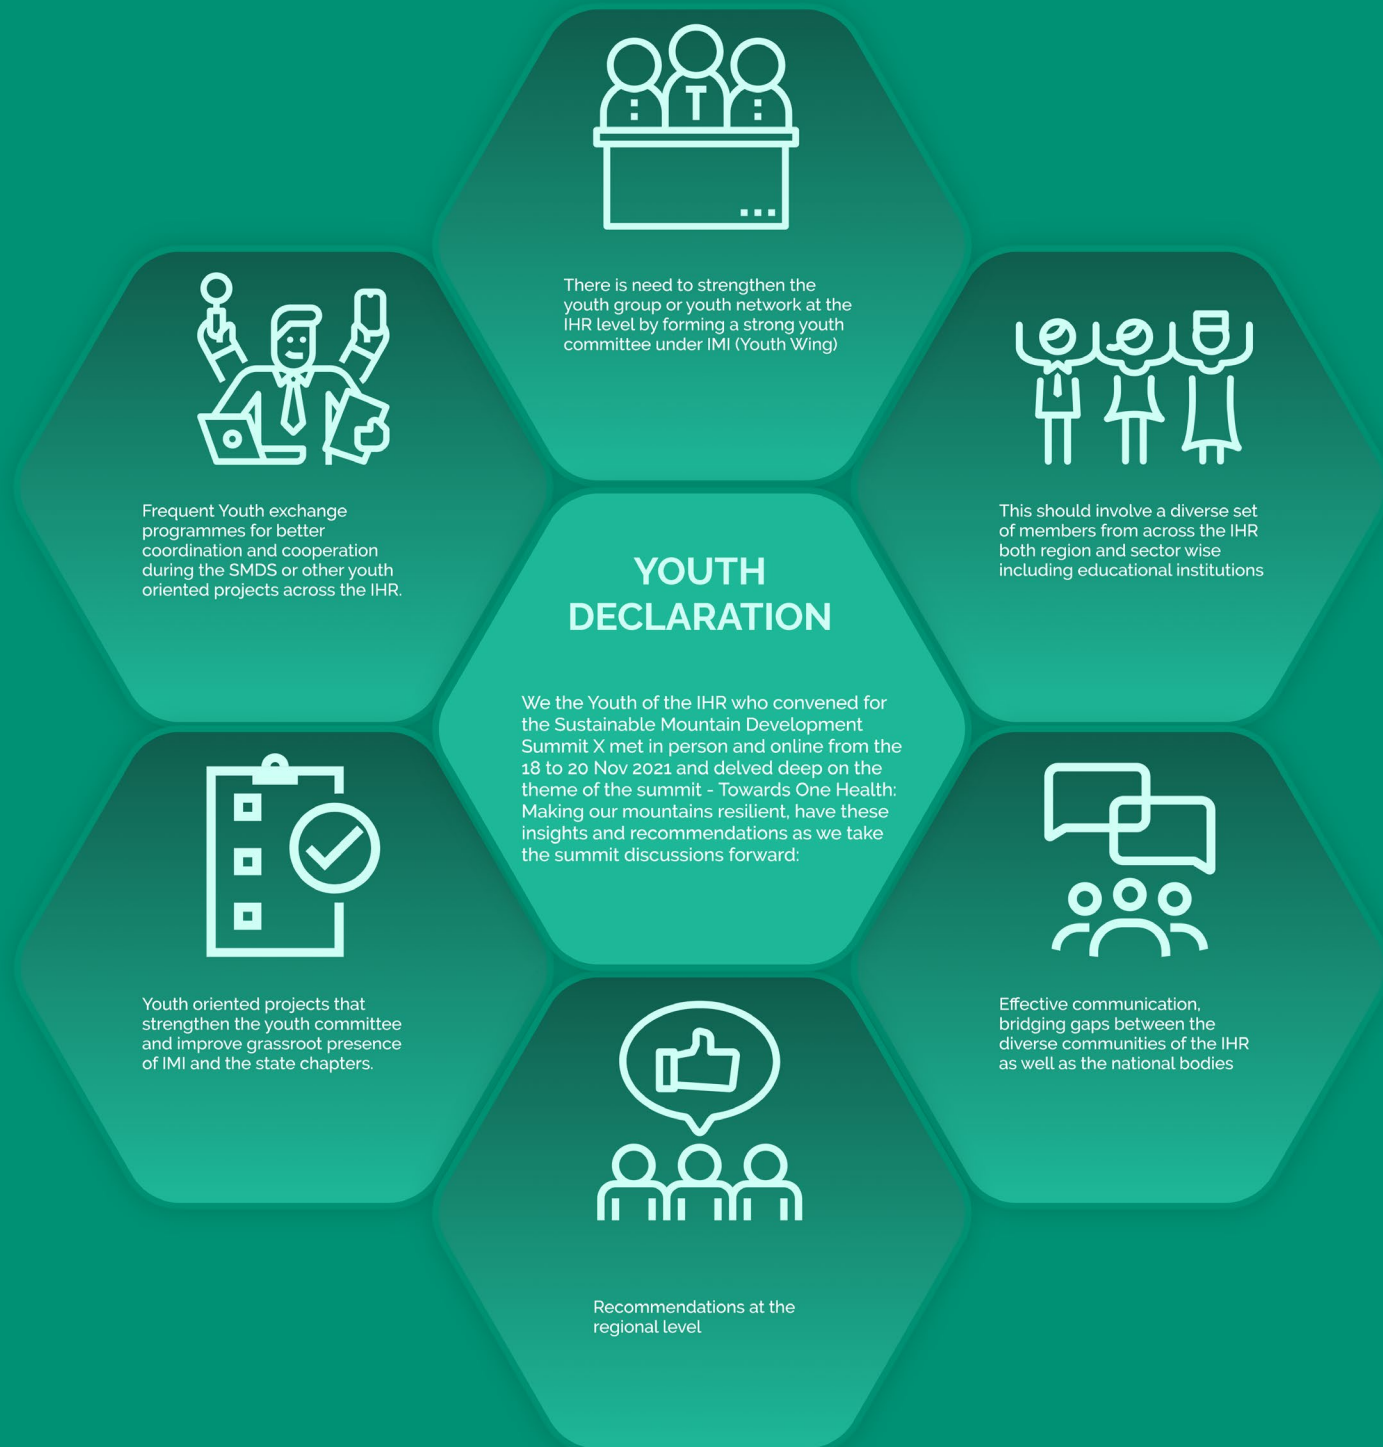 There is need to strengthen the
youth group or youth network at the
IHR level by forming a strong youth
committee under IMI (Youth Wing)
Frequent Youth exchange
programmes for better
coordination and cooperation
during the SMDS or other youth
oriented projects across the IHR.
This should involve a diverse set
of members from across the IHR
both region and sector wise
including educational institutions
YOUTH
DECLARATION
We the Youth of the IHR who convened for
the Sustainable Mountain Development
Summit X met in person and online from the
18 to 20 Nov 2021 and delved deep on the
theme of the summit - Towards One Health:
Making our mountains resilient, have these
insights and recommendations as we take
the summit discussions forward:
Youth oriented projects that
strengthen the youth committee
and improve grassroot presence
of IMI and the state chapters.
Effective communication,
bridging gaps between the
diverse communities of the IHR
as well as the national bodies
Recommendations at the
regional level